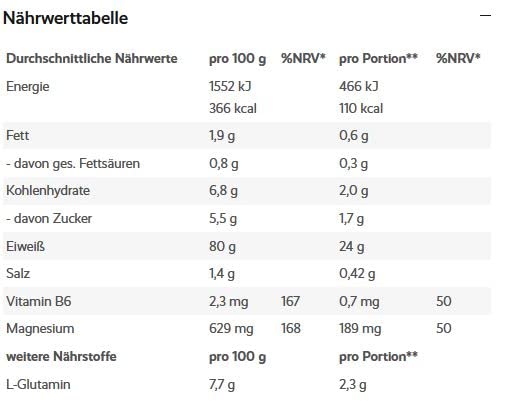 Nährwerttabelle
Durchschnittliche Nährwerte pro 100 g %NRV* pro Portion** %NRV*
Energie 1552 kJ 466 kJ
366 kcal 110 kcal
Fett 1,9 g 0,6 g
- davon ges. Fettsäuren 0,8 g 0,3 g
Kohlenhydrate 6,8 g 2,0 g
- davon Zucker 5,5 g 1,7 g
Eiweiß 80 g 24 g
Salz 1,4 g 0,42 g
Vitamin B6 2,3 mg 167 0,7 mg 50
Magnesium 629 mg 168 189 mg 50
weitere Nährstoffe pro 100 g pro Portion**
L-Glutamin 7,7 g 2,3 g